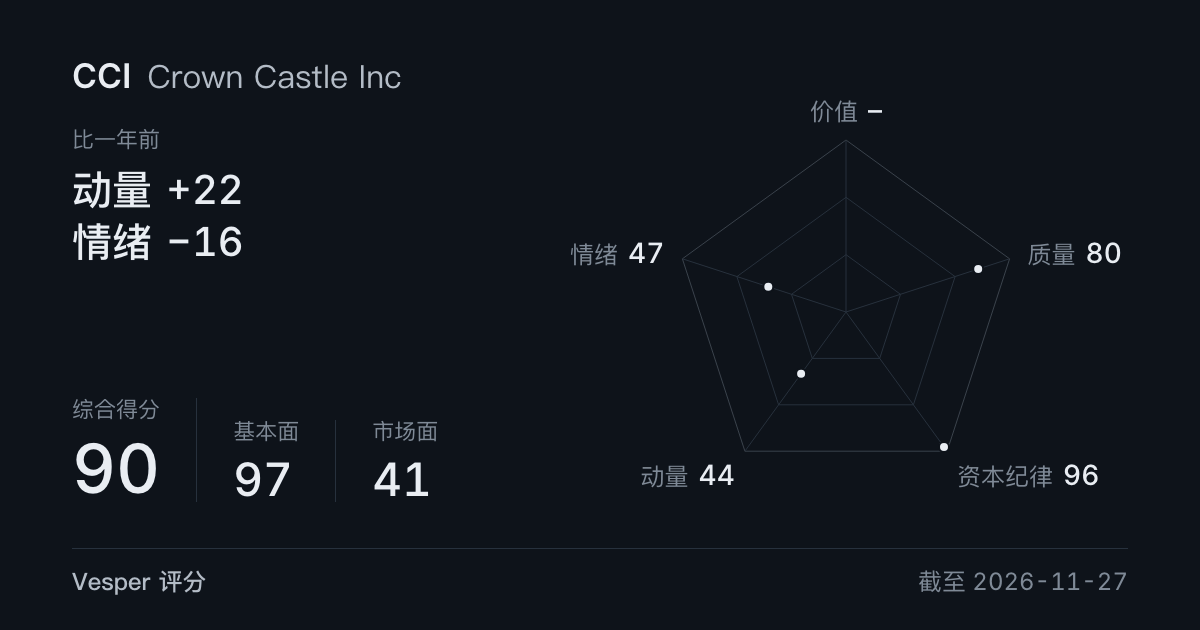 CCI Crown Castle Inc
比一年前
动量 +22
情绪 −16
价值 –
情绪 47
质量 80
动量 44
资本纪律 96
综合得分
90
基本面
97
市场面
41
Vesper 评分
截至 2026-11-27